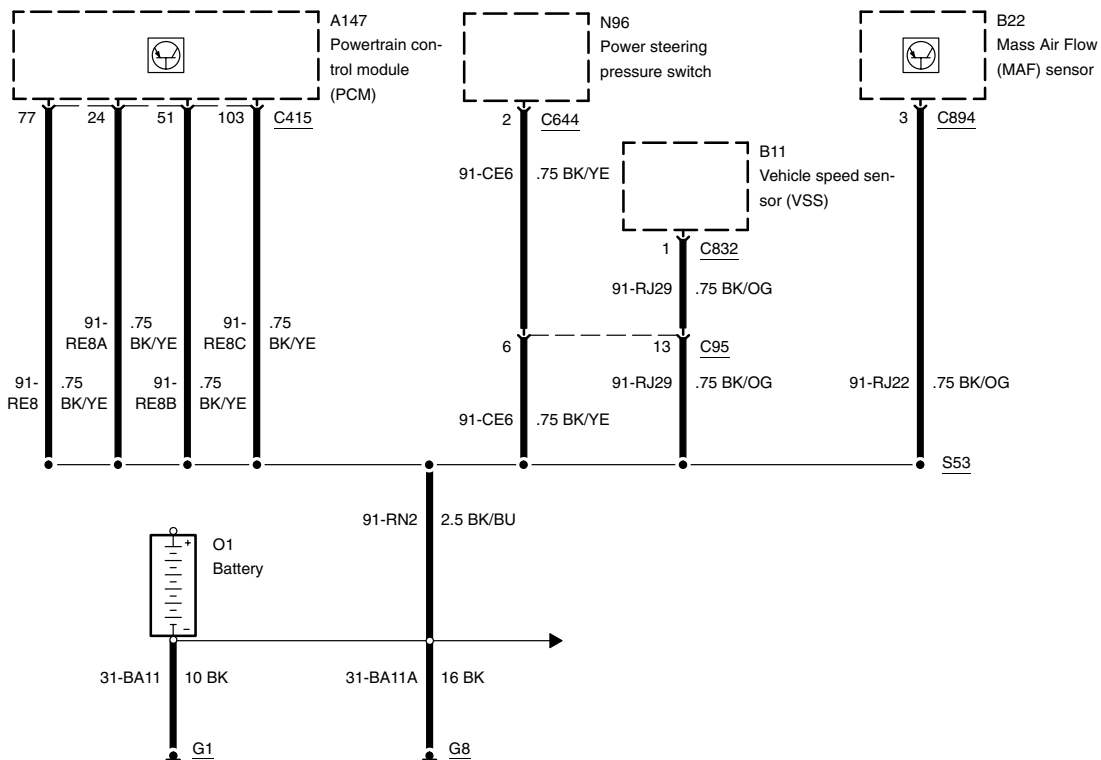 A147
Powertrain con-
trol module
(PCM)
N96
Power steering
pressure switch
B22
Mass Air Flow
(MAF) sensor
77
24
51
103
C415
2
C644
3
C894
B11
Vehicle speed sen-
sor (VSS)
91-CE6
.75 BK/YE
1
C832
91-RJ29
.75 BK/OG
91-
RE8A
.75
BK/YE
91-
RE8C
.75
BK/YE
6
13
C95
91-
RE8
.75
BK/YE
91-
RE8B
.75
BK/YE
91-RJ29
.75 BK/OG
91-RJ22
.75 BK/OG
91-CE6
.75 BK/YE
S53
91-RN2
2.5 BK/BU
O1
Battery
+
–
31-BA11
10 BK
31-BA11A
16 BK
G1
G8